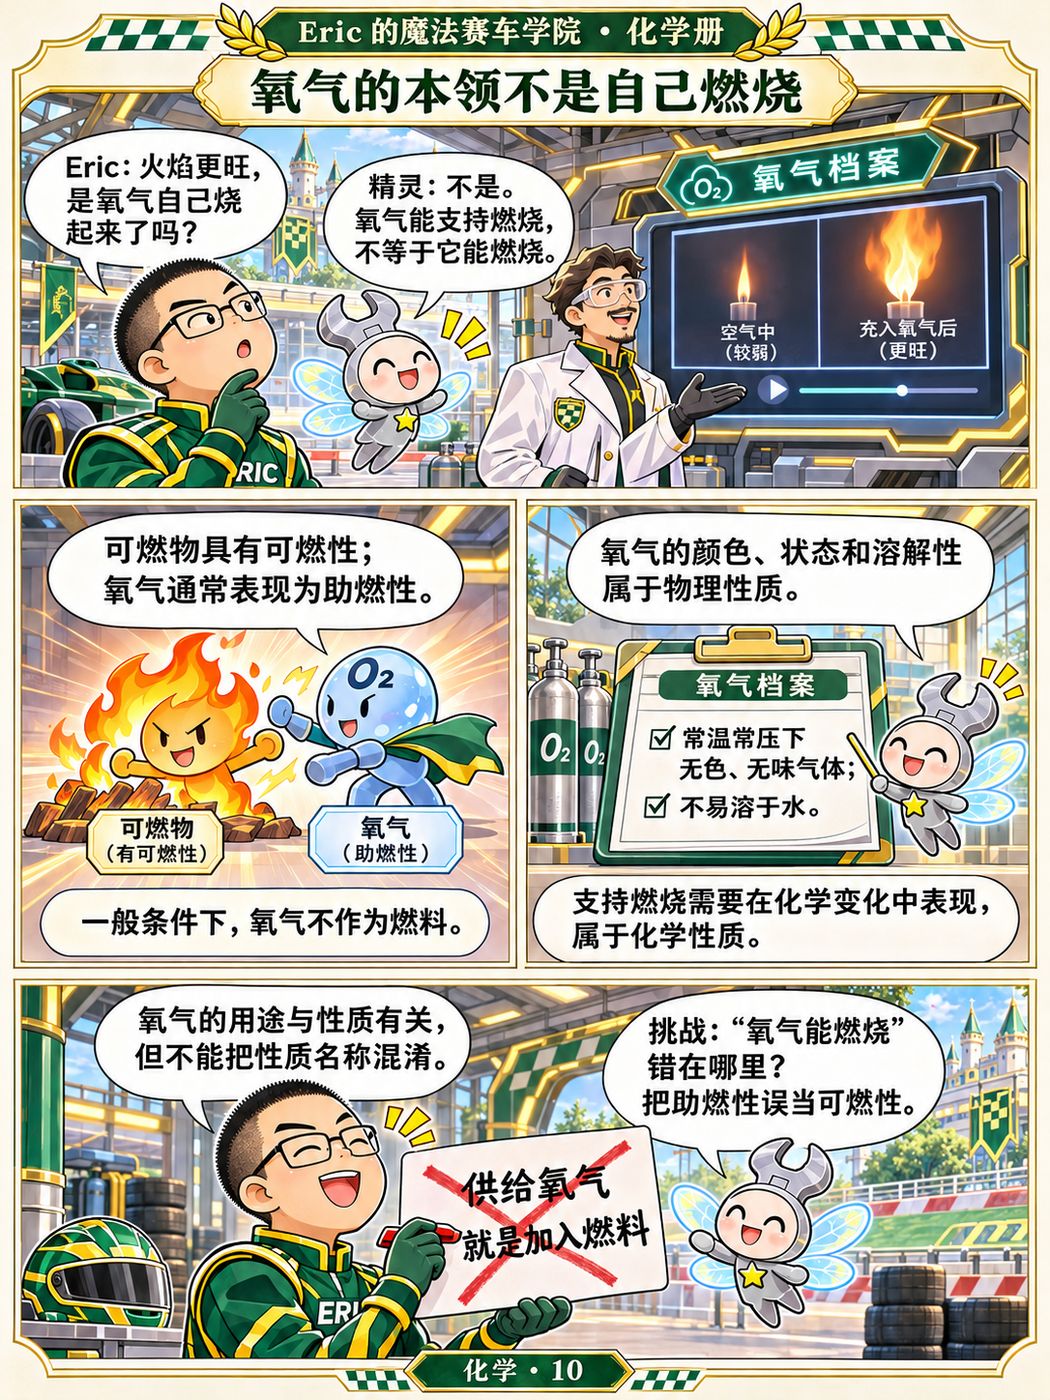 Eric 的魔法赛车学院 · 化学册
氧气的本领不是自己燃烧
Eric: 火焰更旺,
是氧气自己烧
起来了吗?
精灵: 不是。
氧气能支持燃烧,
不等于它能燃烧。
O₂ 氧气档案
空气中
(较弱)
充入氧气后
(更旺)
RIC
可燃物具有可燃性;
氧气通常表现为助燃性。
O₂
可燃物
(有可燃性)
氧气
(助燃性)
一般条件下, 氧气不作为燃料。
氧气的颜色、状态和溶解性
属于物理性质。
氧气档案
常温常压下
无色、无味气体;
不易溶于水。
O₂
O₂
支持燃烧需要在化学变化中表现,
属于化学性质。
氧气的用途与性质有关,
但不能把性质名称混淆。
挑战: “氧气能燃烧”
错在哪里?
把助燃性误当可燃性。
供给氧气
就是加入燃料
ERI
化学 · 10